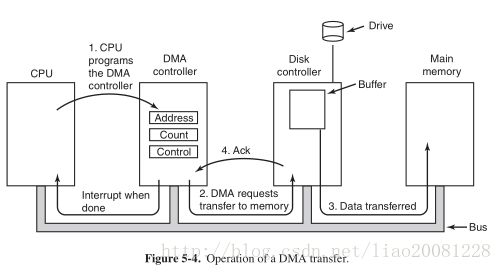 Drive
1. CPU
programs
the DMA
controller
CPU
DMA
controller
Disk
controller
Main
memory
Buffer
Address
Count
Control
4. Ack
Interrupt when
done
2. DMA requests
transfer to memory
3. Data transferred
Bus
http://blog.csdn.net/liao20081228
Figure 5-4. Operation of a DMA transfer.